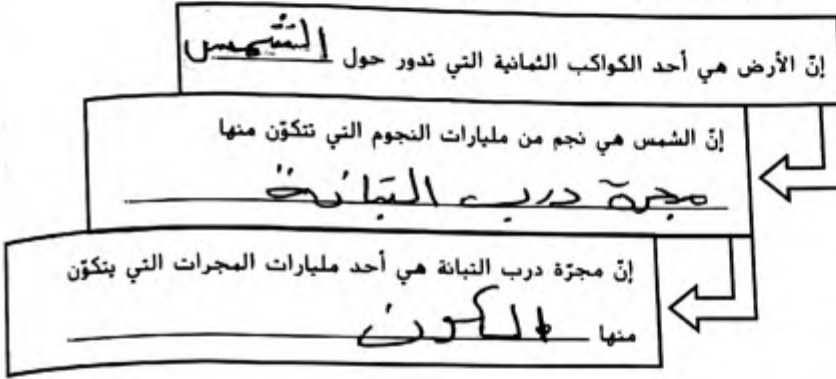 إنّ الأرض هي أحد الكواكب الثمانية التي تدور حول الشمس
إنّ الشمس هي نجم من مليارات النجوم التي تتكوّن منها
مجرة درب التبانة
إنّ مجرّة درب التبانة هي أحد مليارات المجرات التي يتكوّن
منها الكون